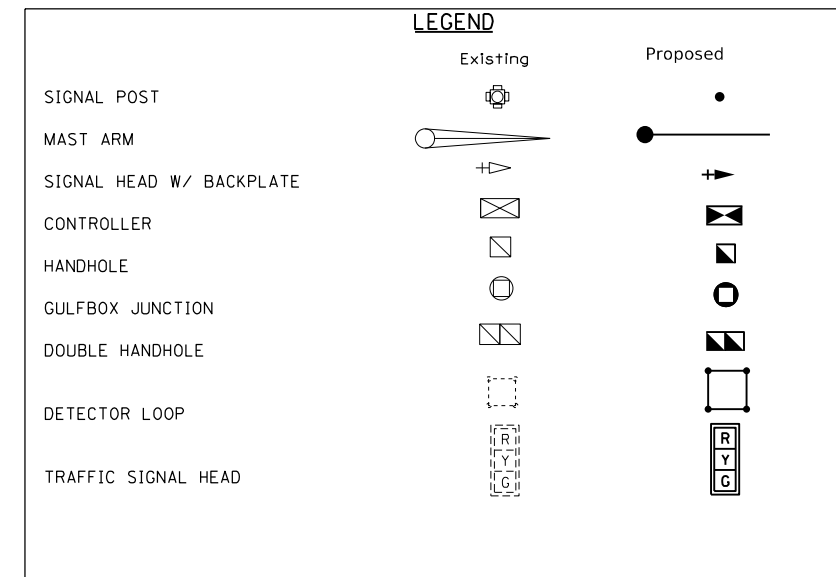 LEGEND
Existing Proposed
SIGNAL POST
MAST ARM
SIGNAL HEAD W/ BACKPLATE
CONTROLLER
HANDHOLE
GULFBOX JUNCTION
DOUBLE HANDHOLE
DETECTOR LOOP
R R
Y Y
TRAFFIC SIGNAL HEAD
G G